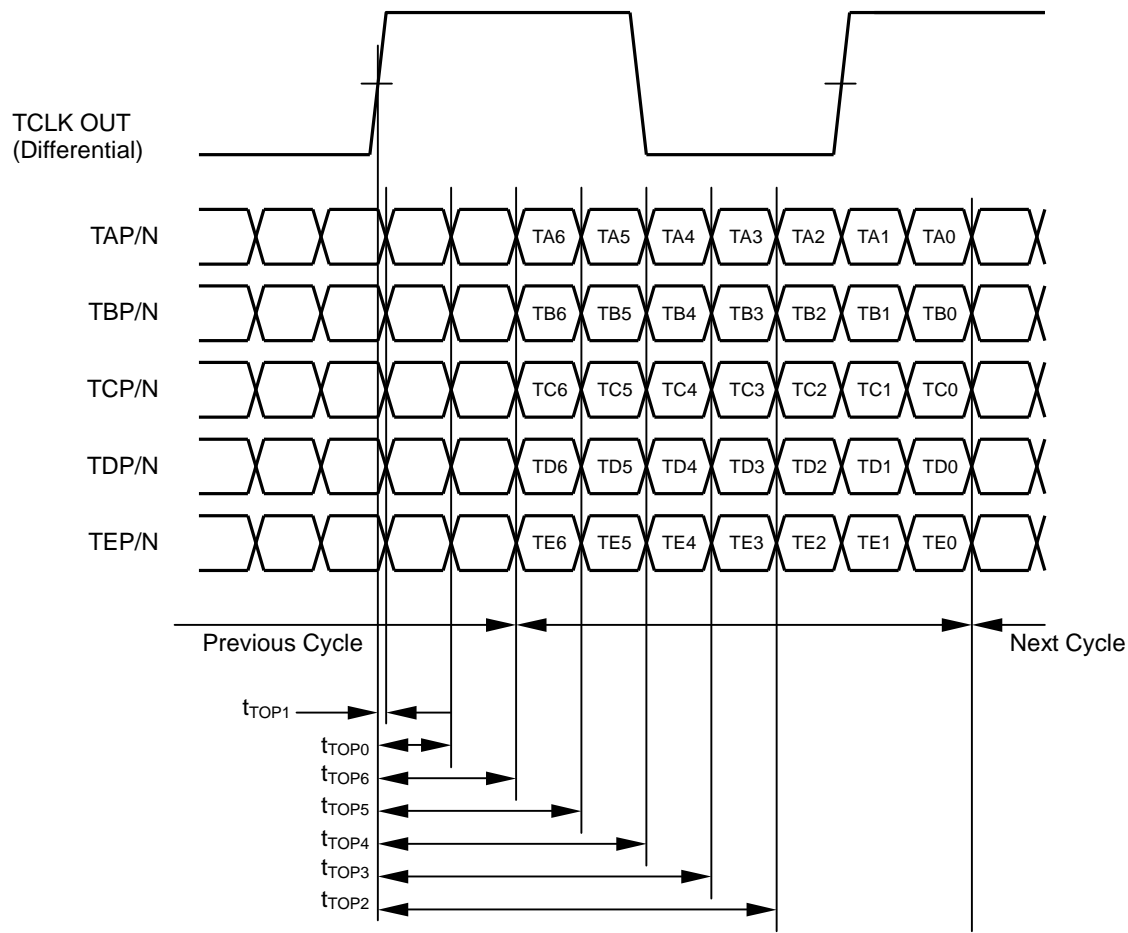 TCLK OUT
(Differential)
TAP/N TA6 TA5 TA4 TA3 TA2 TA1 TA0
TBP/N TB6 TB5 TB4 TB3 TB2 TB1 TB0
TCP/N TC6 TC5 TC4 TC3 TC2 TC1 TC0
TDP/N TD6 TD5 TD4 TD3 TD2 TD1 TD0
TEP/N TE6 TE5 TE4 TE3 TE2 TE1 TE0
Previous Cycle Next Cycle
tTOP1
tTOP0
tTOP6
tTOP5
tTOP4
tTOP3
tTOP2